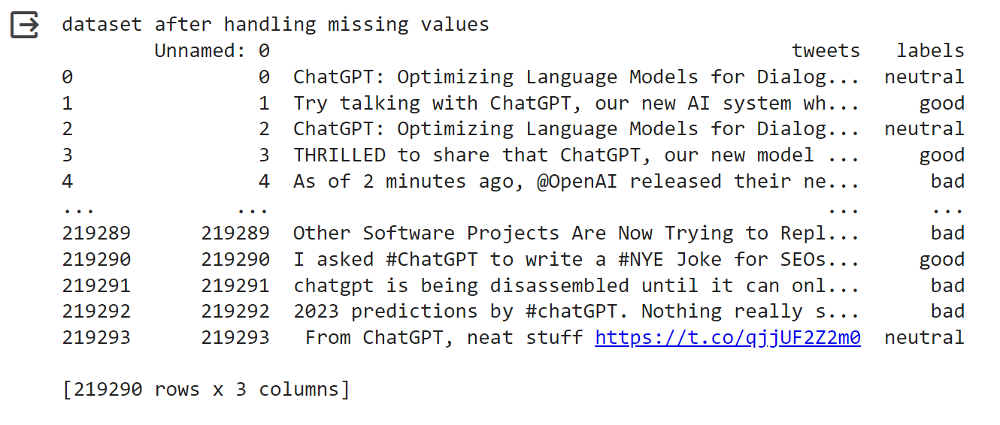 dataset after handling missing values
Unnamed: 0 tweets labels
0 0 ChatGPT: Optimizing Language Models for Dialog... neutral
1 1 Try talking with ChatGPT, our new AI system wh... good
2 2 ChatGPT: Optimizing Language Models for Dialog... neutral
3 3 THRILLED to share that ChatGPT, our new model ... good
4 4 As of 2 minutes ago, @OpenAI released their ne... bad
... ... ... ...
219289 219289 Other Software Projects Are Now Trying to Repl... bad
219290 219290 I asked #ChatGPT to write a #NYE Joke for SEOs... good
219291 219291 chatgpt is being disassembled until it can onl... bad
219292 219292 2023 predictions by #chatGPT. Nothing really s... bad
219293 219293 From ChatGPT, neat stuff https://t.co/qjjUF2Z2m0 neutral
[219290 rows x 3 columns]